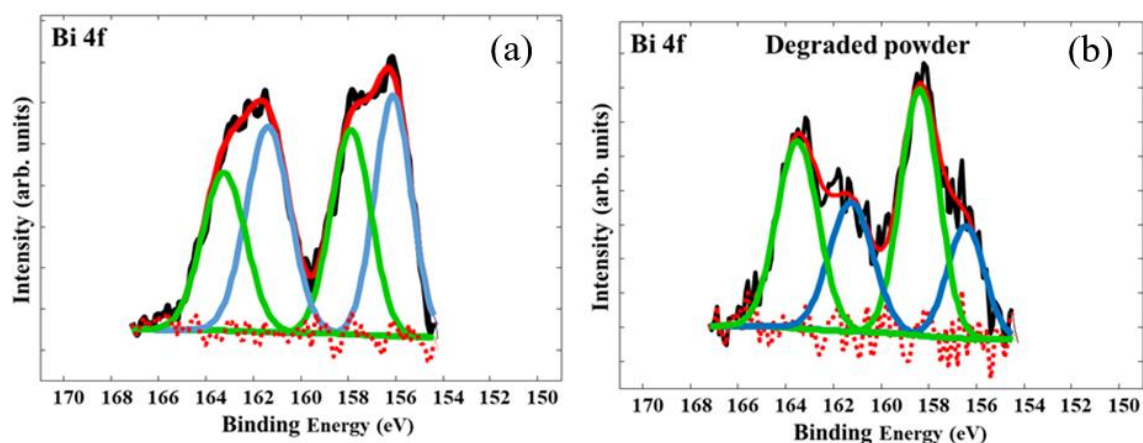 Bi 4f (a)
Intensity (arb. units)
170 168 166 164 162 160 158 156 154 152 150
Binding Energy (eV)
Bi 4f Degraded powder (b)
Intensity (arb. units)
170 168 166 164 162 160 158 156 154 152 150
Binding Energy (eV)